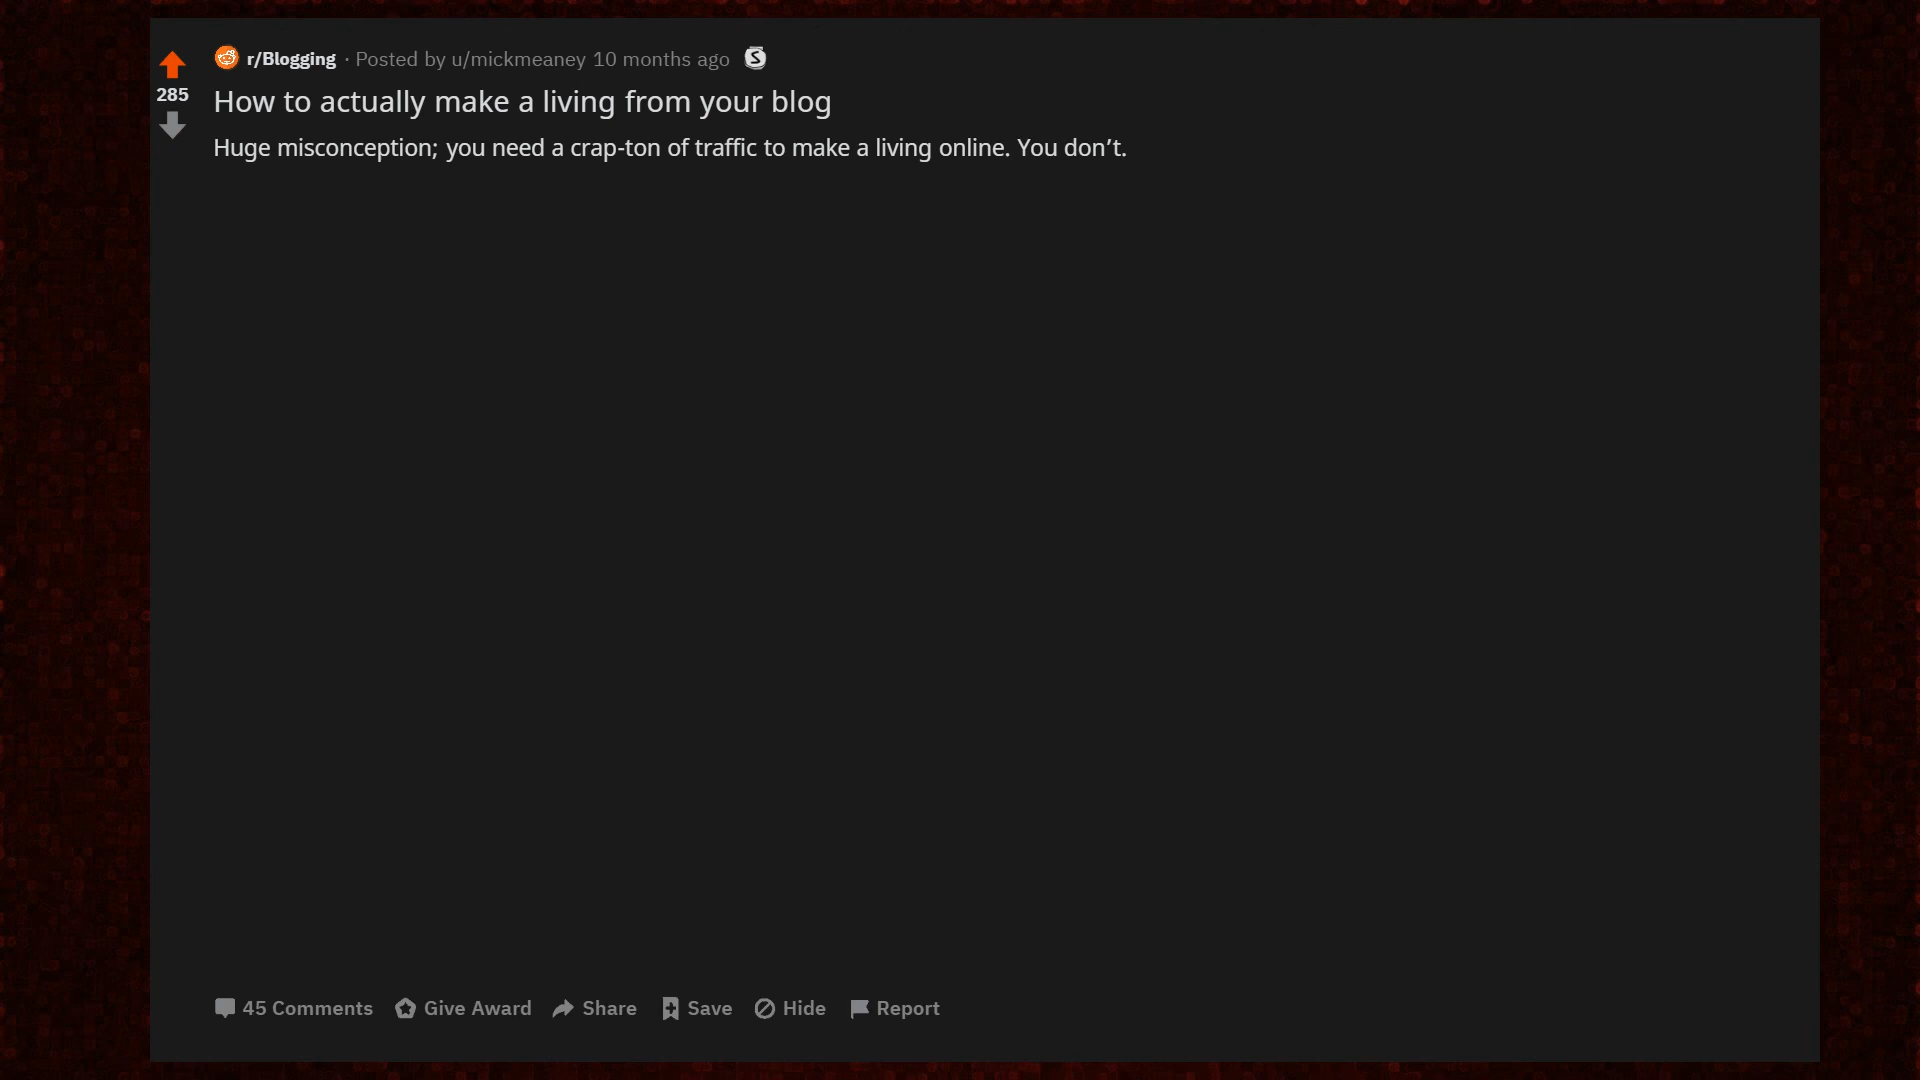 r/Blogging · Posted by u/mickmeaney 10 months ago
285
How to actually make a living from your blog
Huge misconception; you need a crap-ton of traffic to make a living online. You don’t.
45 Comments Give Award Share Save Hide Report